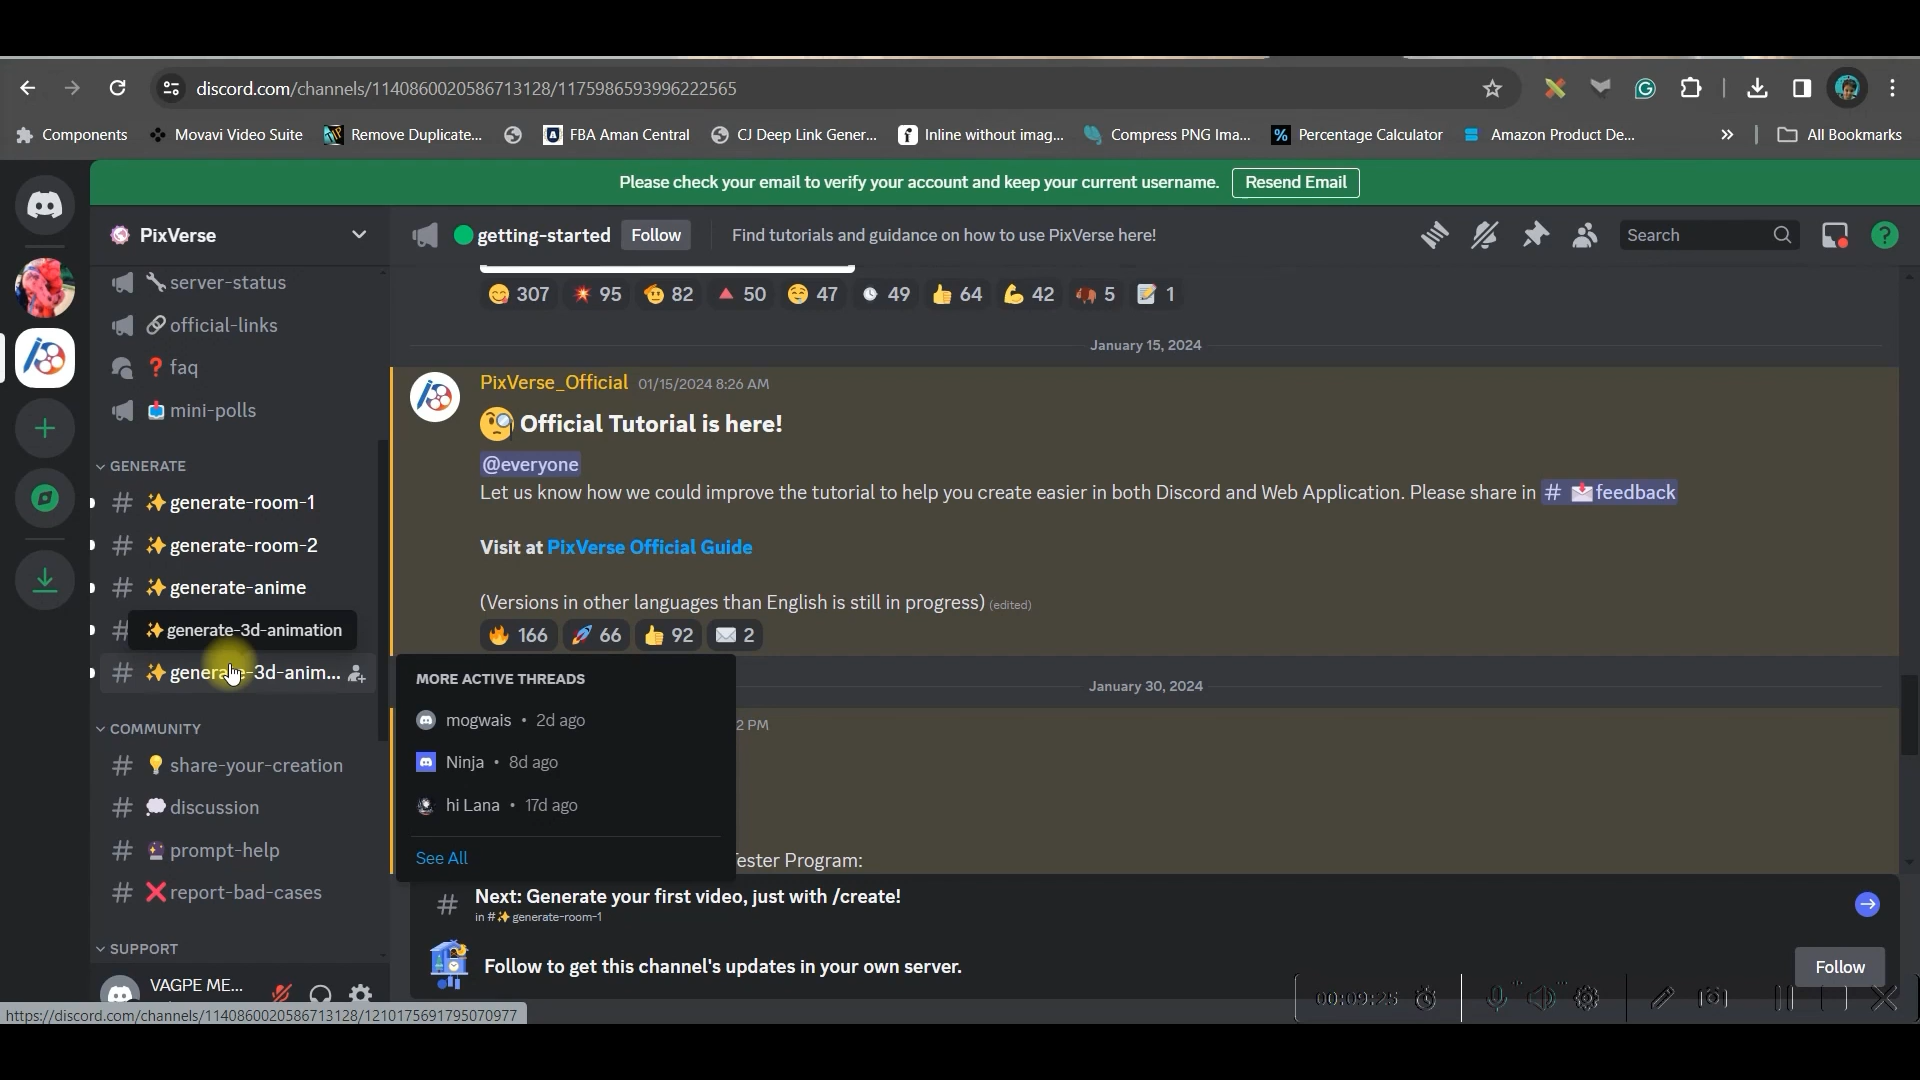 discord.com/channels/1140860020586713128/1175986593996222565
Components
Movavi Video Suite
Remove Duplicate...
FBA Aman Central
CJ Deep Link Gener...
Inline without imag...
Compress PNG Ima...
Percentage Calculator
Amazon Product De...
All Bookmarks
Please check your email to verify your account and keep your current username.
Resend Email
PixVerse
getting-started
Follow
Find tutorials and guidance on how to use PixVerse here!
Search
server-status
official-links
faq
mini-polls
GENERATE
generate-room-1
generate-room-2
generate-anime
generate-3d-animation
generate-3d-anim...
COMMUNITY
share-your-creation
discussion
prompt-help
report-bad-cases
SUPPORT
VAGPE ME...
307 95 82 50 47 49 64 42 5 1
January 15, 2024
PixVerse_Official 01/15/2024 8:26 AM
Official Tutorial is here!
@everyone
Let us know how we could improve the tutorial to help you create easier in both Discord and Web Application. Please share in # feedback
Visit at PixVerse Official Guide
(Versions in other languages than English is still in progress) (edited)
166 66 92 2
January 30, 2024
2 PM
MORE ACTIVE THREADS
mogwais • 2d ago
Ninja • 8d ago
hi Lana • 17d ago
See All
Tester Program:
Next: Generate your first video, just with /create!
in # generate-room-1
Follow to get this channel's updates in your own server.
Follow
00:09:25
https://discord.com/channels/1140860020586713128/1210175691795070977